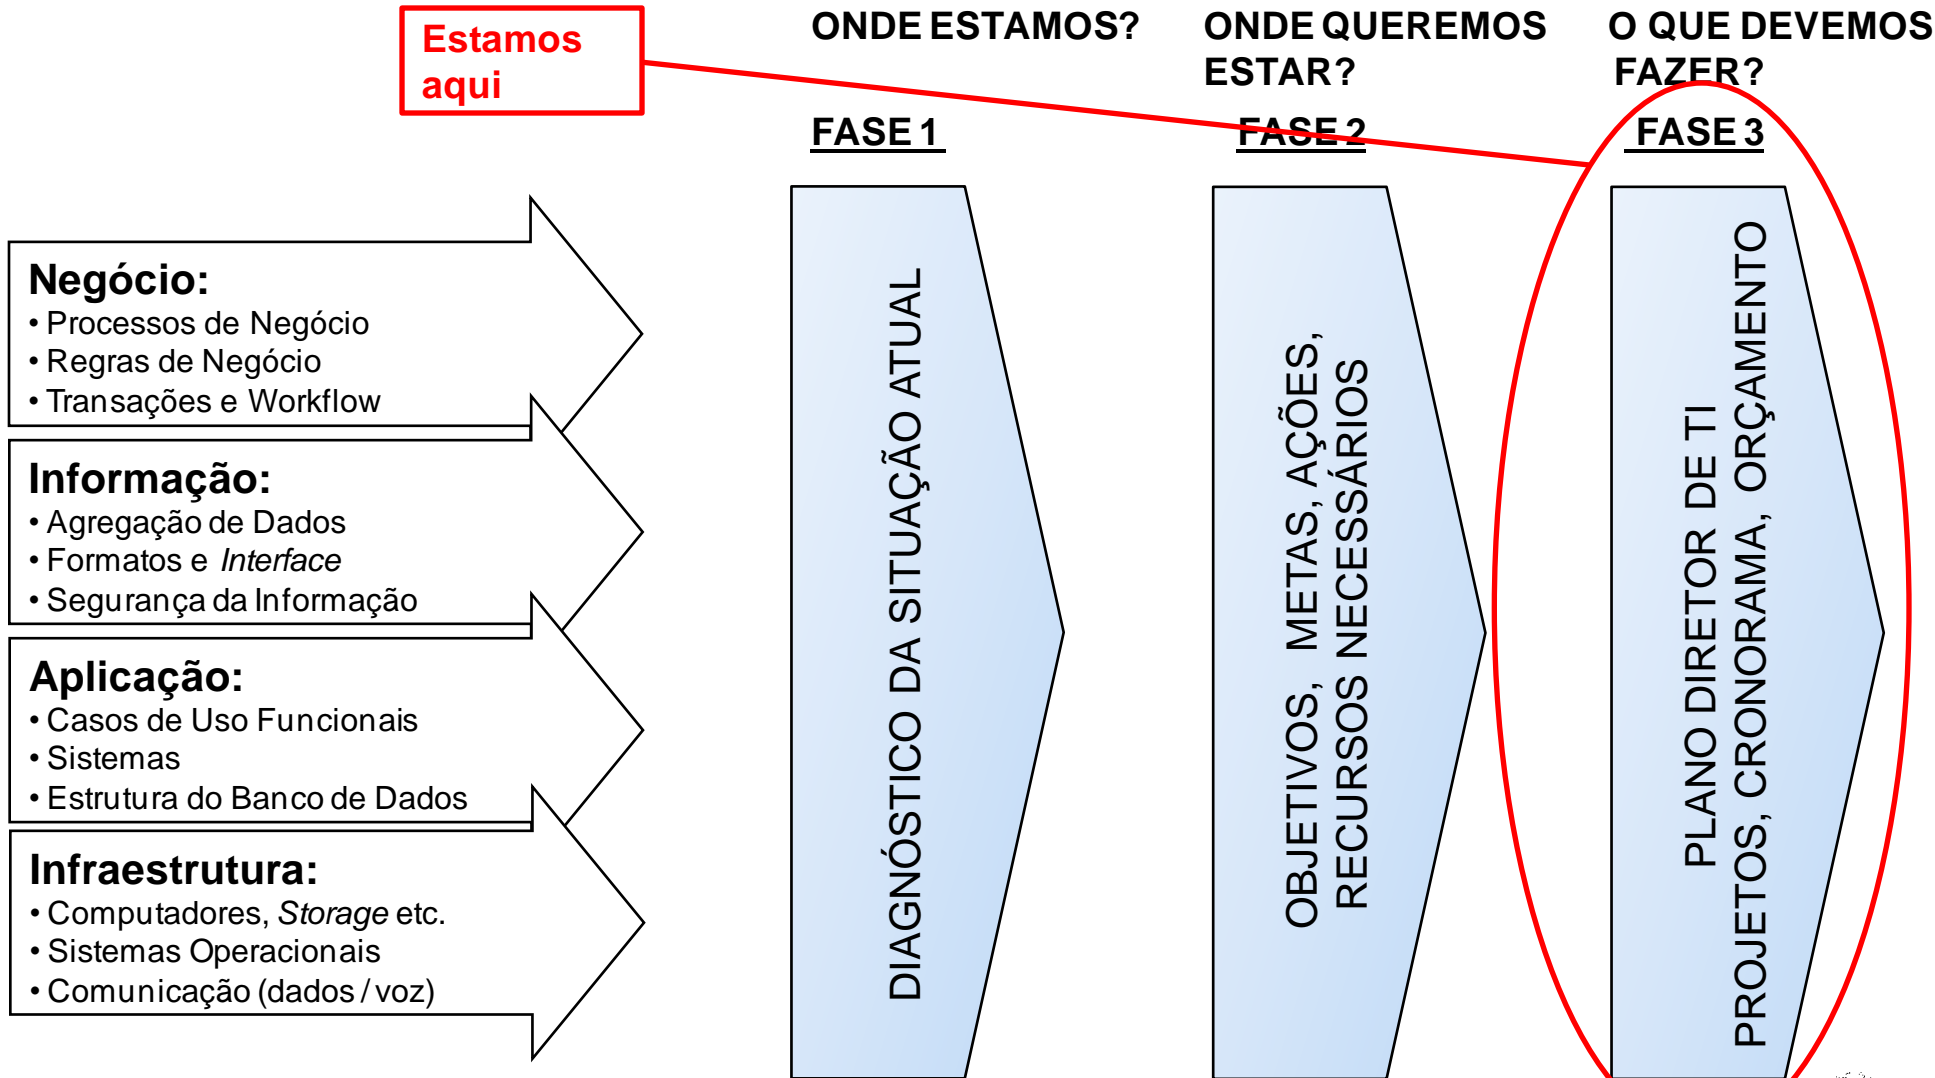 Estamos
aqui
ONDE ESTAMOS?
ONDE QUEREMOS
ESTAR?
O QUE DEVEMOS
FAZER?
FASE 1
FASE 2
FASE 3
Negócio:
• Processos de Negócio
• Regras de Negócio
• Transações e Workflow
Informação:
• Agregação de Dados
• Formatos e Interface
• Segurança da Informação
Aplicação:
• Casos de Uso Funcionais
• Sistemas
• Estrutura do Banco de Dados
Infraestrutura:
• Computadores, Storage etc.
• Sistemas Operacionais
• Comunicação (dados / voz)
DIAGNÓSTICO DA SITUAÇÃO ATUAL
OBJETIVOS, METAS, AÇÕES,
RECURSOS NECESSÁRIOS
PLANO DIRETOR DE TI
PROJETOS, CRONORAMA, ORÇAMENTO